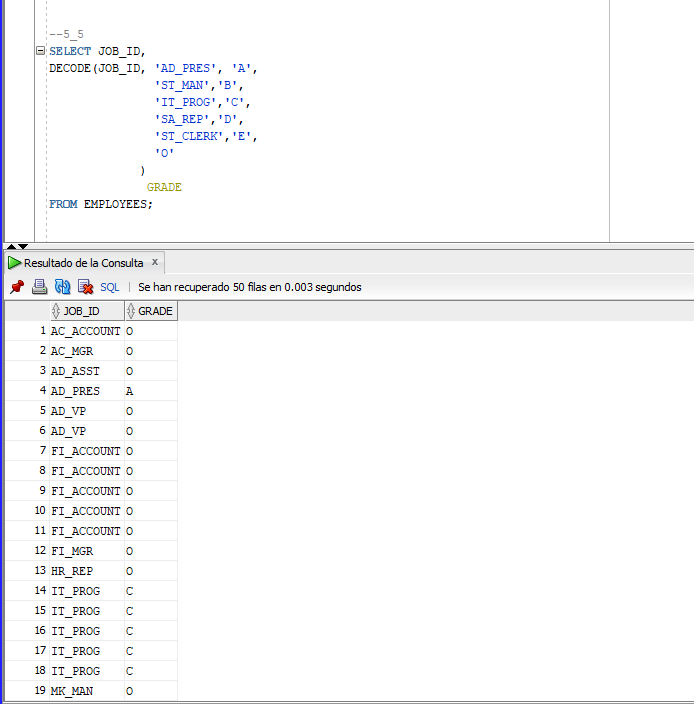 --5_5
SELECT JOB_ID,
DECODE(JOB_ID, 'AD_PRES', 'A',
'ST_MAN','B',
'IT_PROG','C',
'SA_REP','D',
'ST_CLERK','E',
'O'
)
GRADE
FROM EMPLOYEES;
Resultado de la Consulta x
SQL | Se han recuperado 50 filas en 0.003 segundos
JOB_ID GRADE
1 AC_ACCOUNT O
2 AC_MGR O
3 AD_ASST O
4 AD_PRES A
5 AD_VP O
6 AD_VP O
7 FI_ACCOUNT O
8 FI_ACCOUNT O
9 FI_ACCOUNT O
10 FI_ACCOUNT O
11 FI_ACCOUNT O
12 FI_MGR O
13 HR_REP O
14 IT_PROG C
15 IT_PROG C
16 IT_PROG C
17 IT_PROG C
18 IT_PROG C
19 MK_MAN O